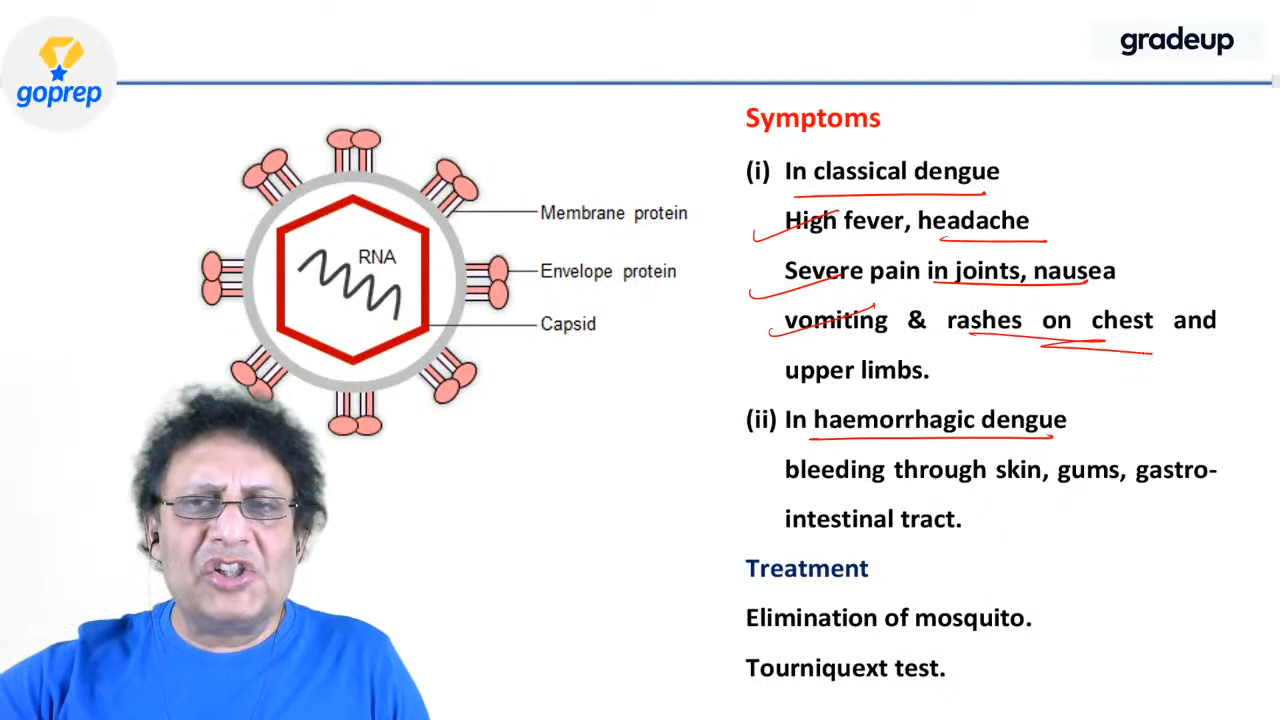 goprep
gradeup
RNA
Membrane protein
Envelope protein
Capsid
Symptoms
(i) In classical dengue
High fever, headache
Severe pain in joints, nausea
vomiting & rashes on chest and
upper limbs.
(ii) In haemorrhagic dengue
bleeding through skin, gums, gastro-
intestinal tract.
Treatment
Elimination of mosquito.
Tourniquext test.